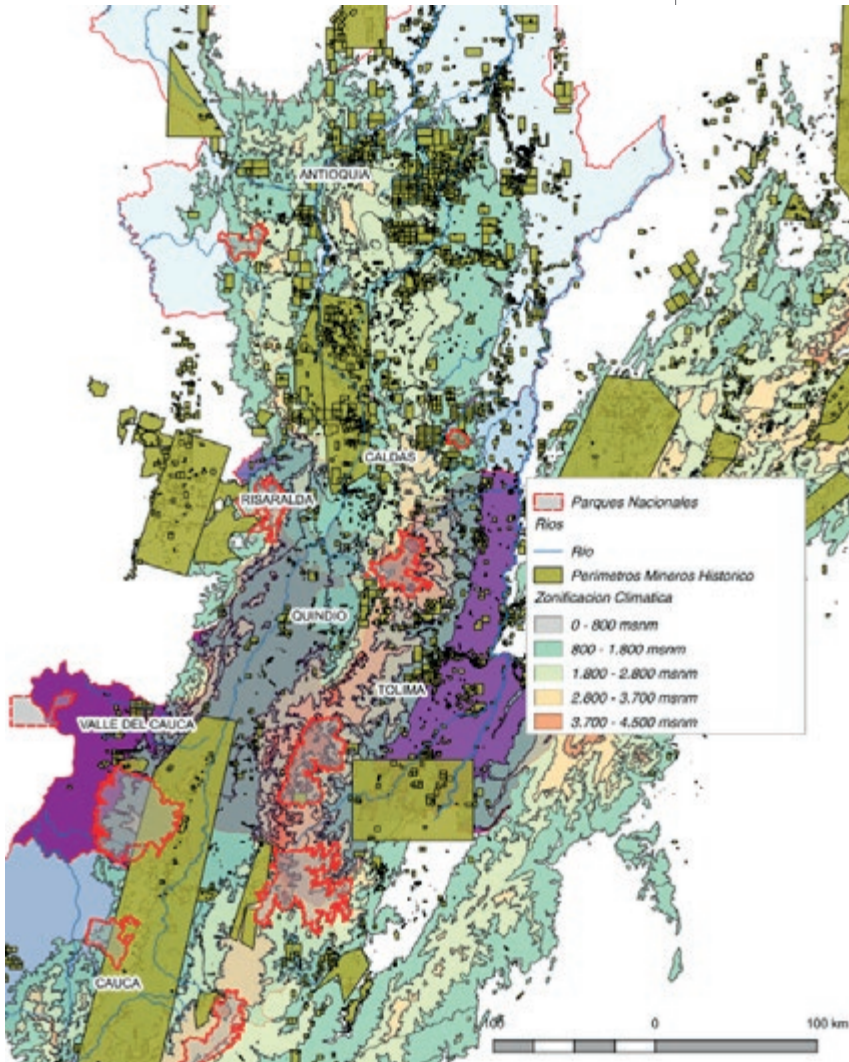 ANTIOQUIA
CALDAS
RISARALDA
QUINDIO
TOLIMA
VALLE DEL CAUCA
CAUCA
Parques Nacionales
Rios
Rio
Perimetros Mineros Historico
Zonificacion Climatica
0 - 800 msnm
800 - 1.800 msnm
1.800 - 2.800 msnm
2.800 - 3.700 msnm
3.700 - 4.500 msnm
100 0 100 km